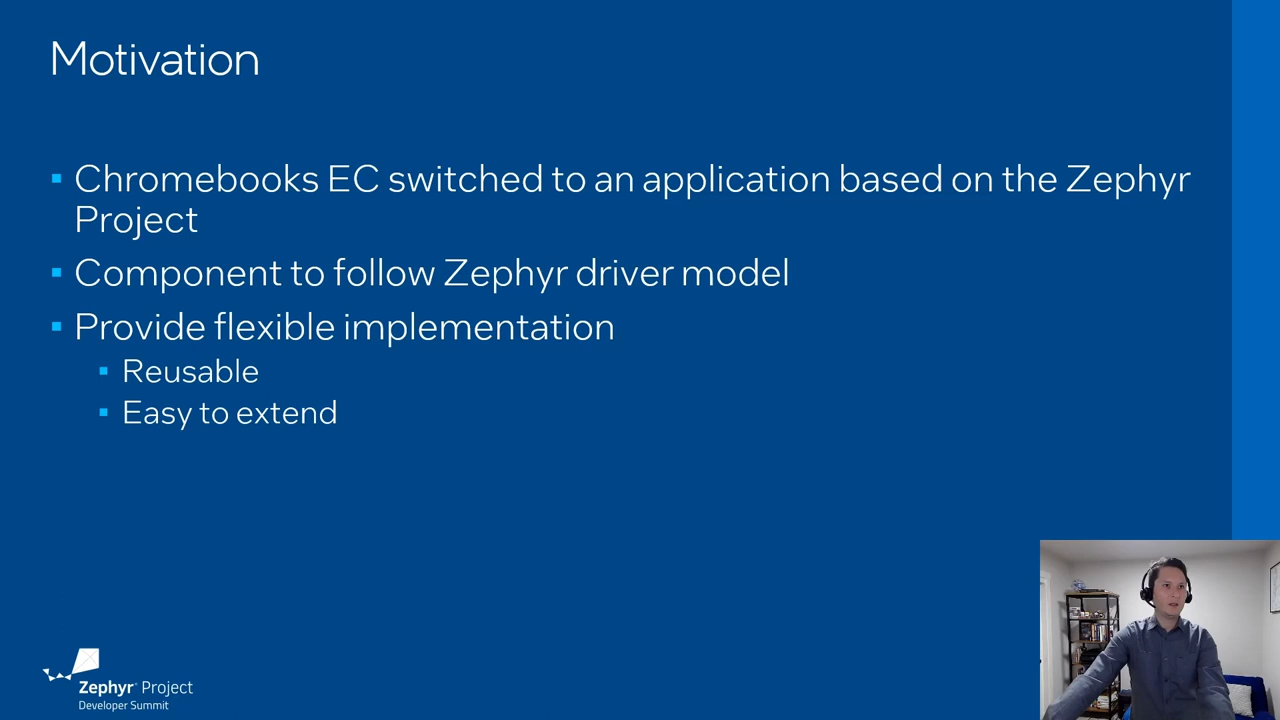 Motivation
▪ Chromebooks EC switched to an application based on the Zephyr
Project
▪ Component to follow Zephyr driver model
▪ Provide flexible implementation
▪ Reusable
▪ Easy to extend
Zephyr® Project
Developer Summit